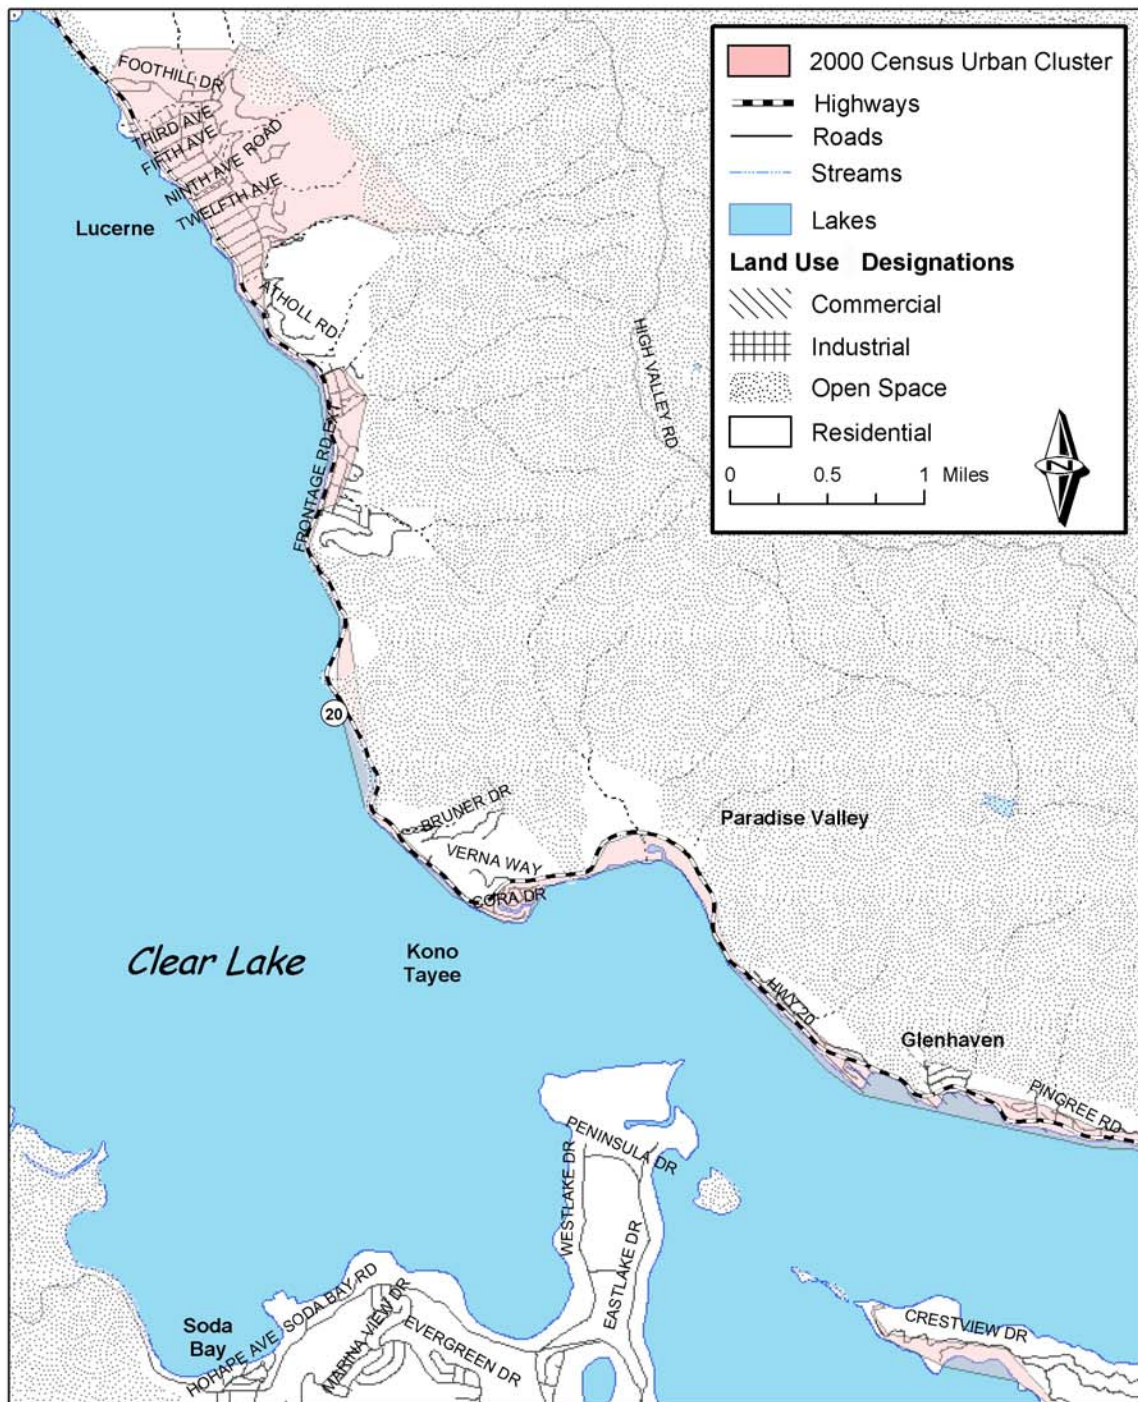 FOOTHILL DR
THIRD AVE
FIFTH AVE
NINTH AVE ROAD
TWELFTH AVE
Lucerne
ATHOLL RD
HIGH VALLEY RD
FRONTAGE RD EXT
20
BRUNER DR
VERNA WAY
CORA DR
Paradise Valley
Clear Lake
Kono
Tayee
HWY 20
Glenhaven
PINGREE RD
PENINSULA DR
WESTLAKE DR
EASTLAKE DR
Soda
Bay
HOHAPE AVE
SODA BAY RD
MARINA VIEW DR
EVERGREEN DR
CRESTVIEW DR
2000 Census Urban Cluster
Highways
Roads
Streams
Lakes
Land Use Designations
Commercial
Industrial
Open Space
Residential
0 0.5 1 Miles
N